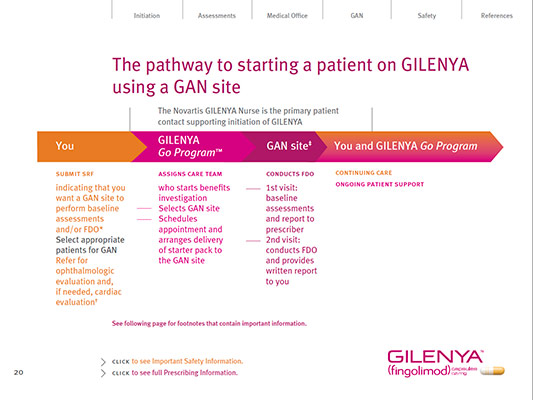 Initiation Assessments Medical Office GAN Safety References
The pathway to starting a patient on GILENYA
using a GAN site
The Novartis GILENYA Nurse is the primary patient
contact supporting initiation of GILENYA
You
GILENYA
Go Program™
GAN site‡
You and GILENYA Go Program
SUBMIT SRF
indicating that you
want a GAN site to
perform baseline
assessments
and/or FDO*
Select appropriate
patients for GAN
Refer for
ophthalmologic
evaluation and,
if needed, cardiac
evaluation†
ASSIGNS CARE TEAM
who starts benefits
investigation
Selects GAN site
Schedules
appointment and
arranges delivery
of starter pack to
the GAN site
CONDUCTS FDO
1st visit:
baseline
assessments
and report to
prescriber
2nd visit:
conducts FDO
and provides
written report
to you
CONTINUING CARE
ONGOING PATIENT SUPPORT
See following page for footnotes that contain important information.
CLICK to see Important Safety Information.
CLICK to see full Prescribing Information.
20
GILENYA™
(fingolimod) capsules